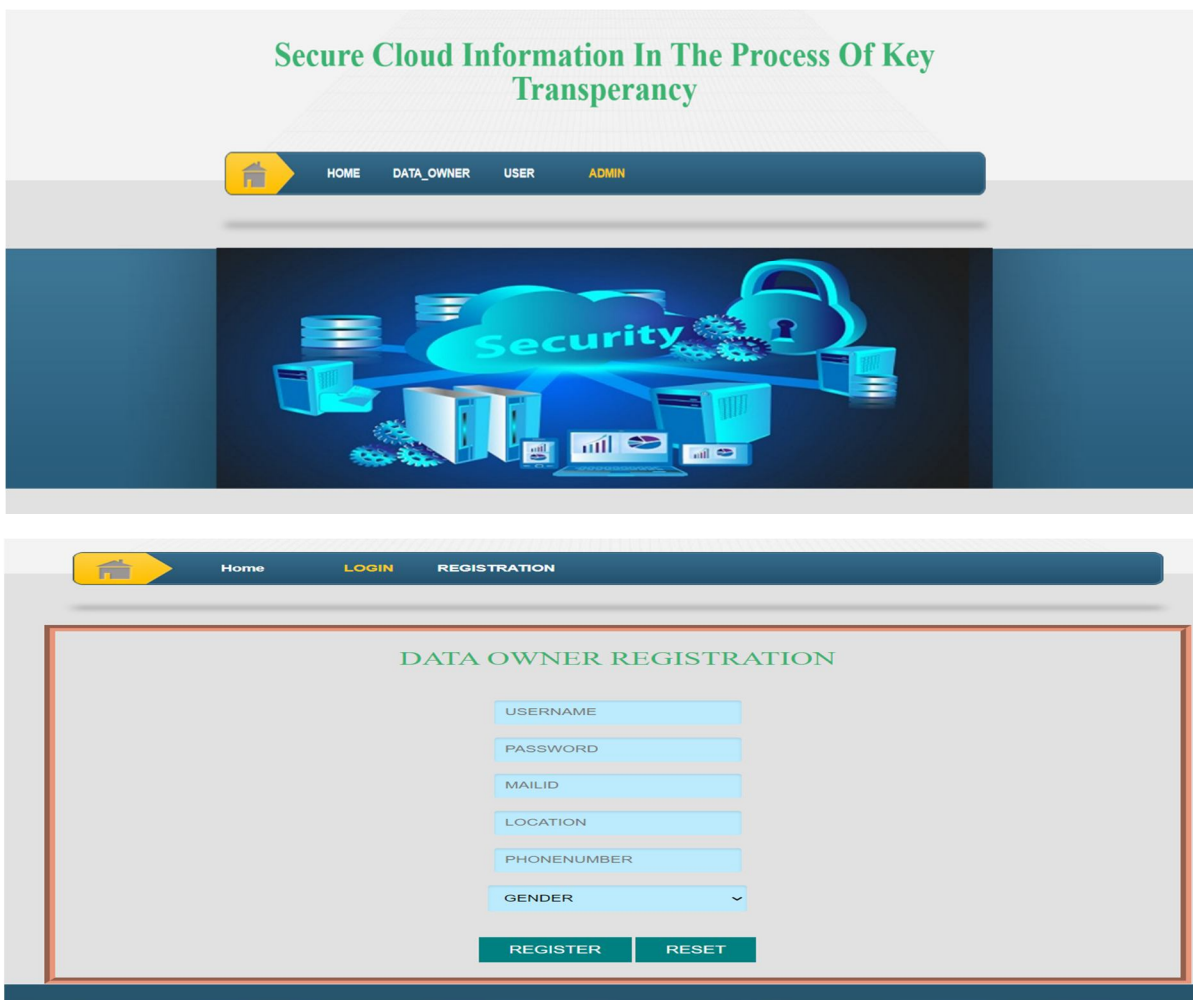 Secure Cloud Information In The Process Of Key
Transperancy
HOME DATA_OWNER USER ADMIN
Security
Home LOGIN REGISTRATION
DATA OWNER REGISTRATION
USERNAME
PASSWORD
MAILID
LOCATION
PHONENUMBER
GENDER
REGISTER RESET